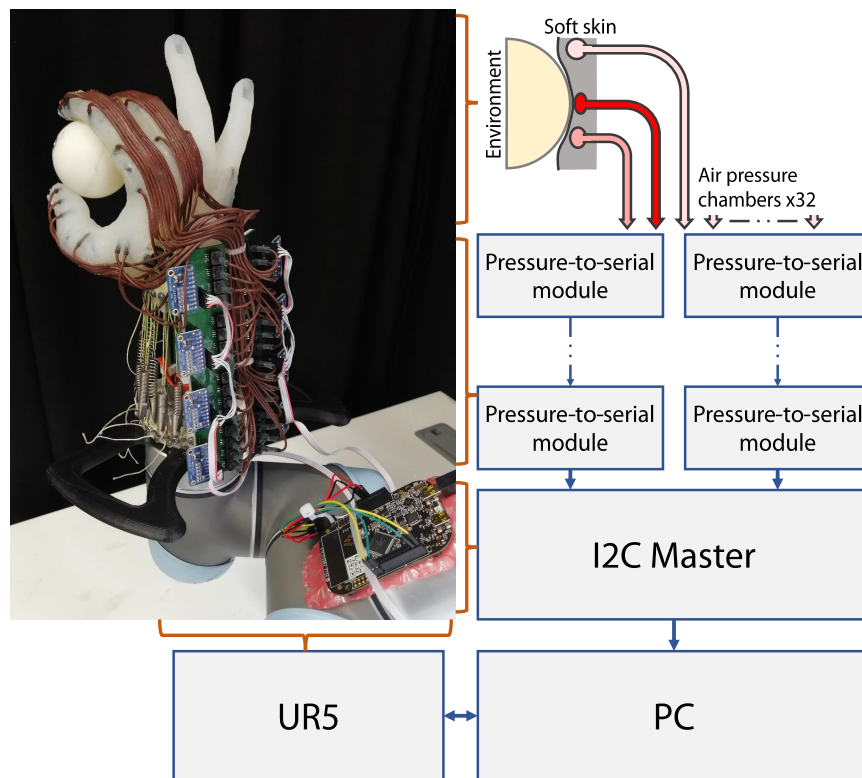 Soft skin
Environment
Air pressure
chambers x32
Pressure-to-serial
module
Pressure-to-serial
module
Pressure-to-serial
module
Pressure-to-serial
module
I2C Master
UR5
PC